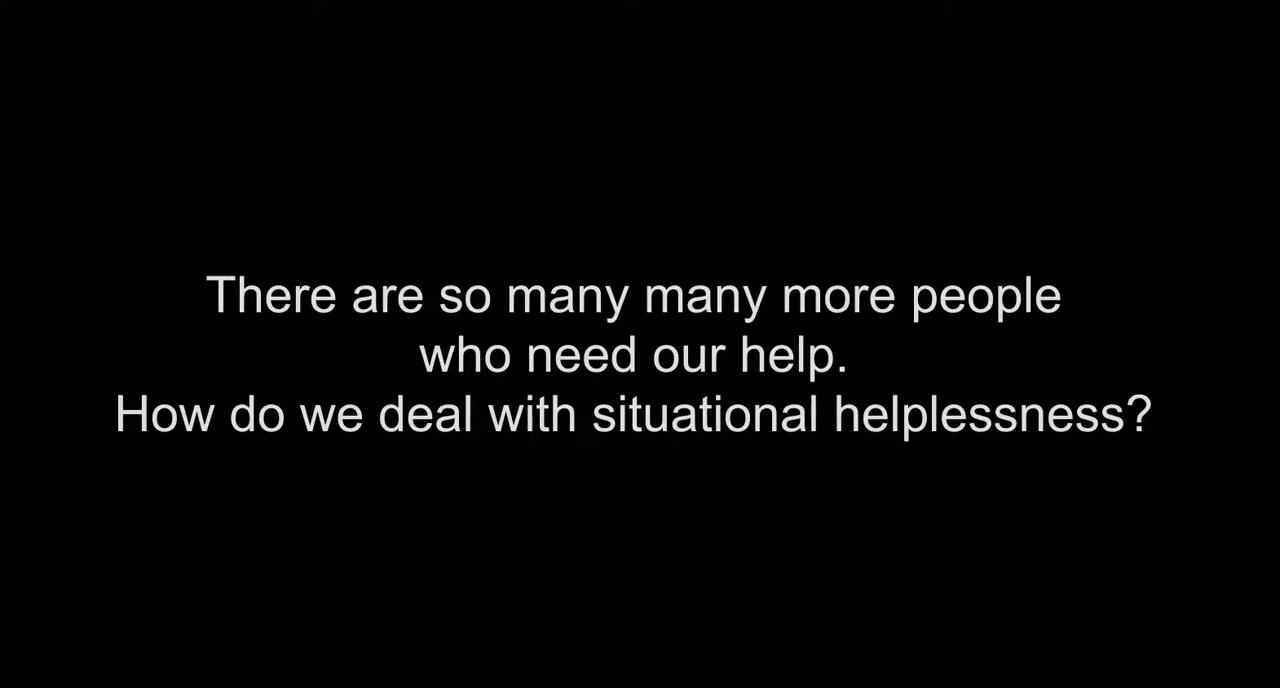 There are so many many more people
who need our help.
How do we deal with situational helplessness?